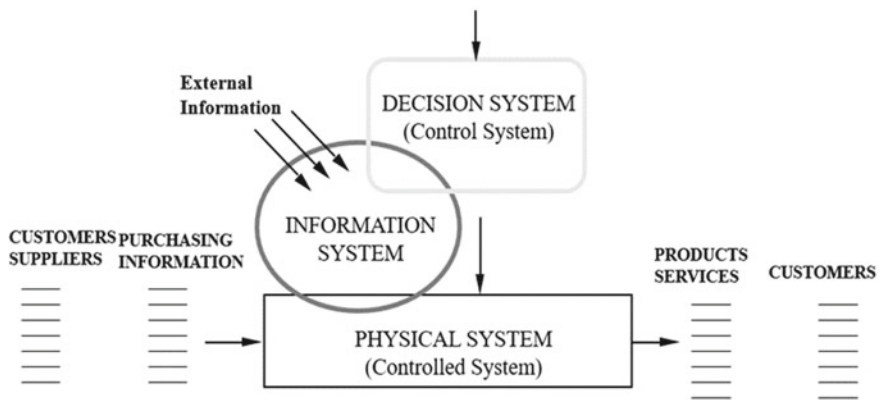 External
Information
DECISION SYSTEM
(Control System)
INFORMATION
SYSTEM
CUSTOMERS
SUPPLIERS
PURCHASING
INFORMATION
PRODUCTS
SERVICES
CUSTOMERS
PHYSICAL SYSTEM
(Controlled System)